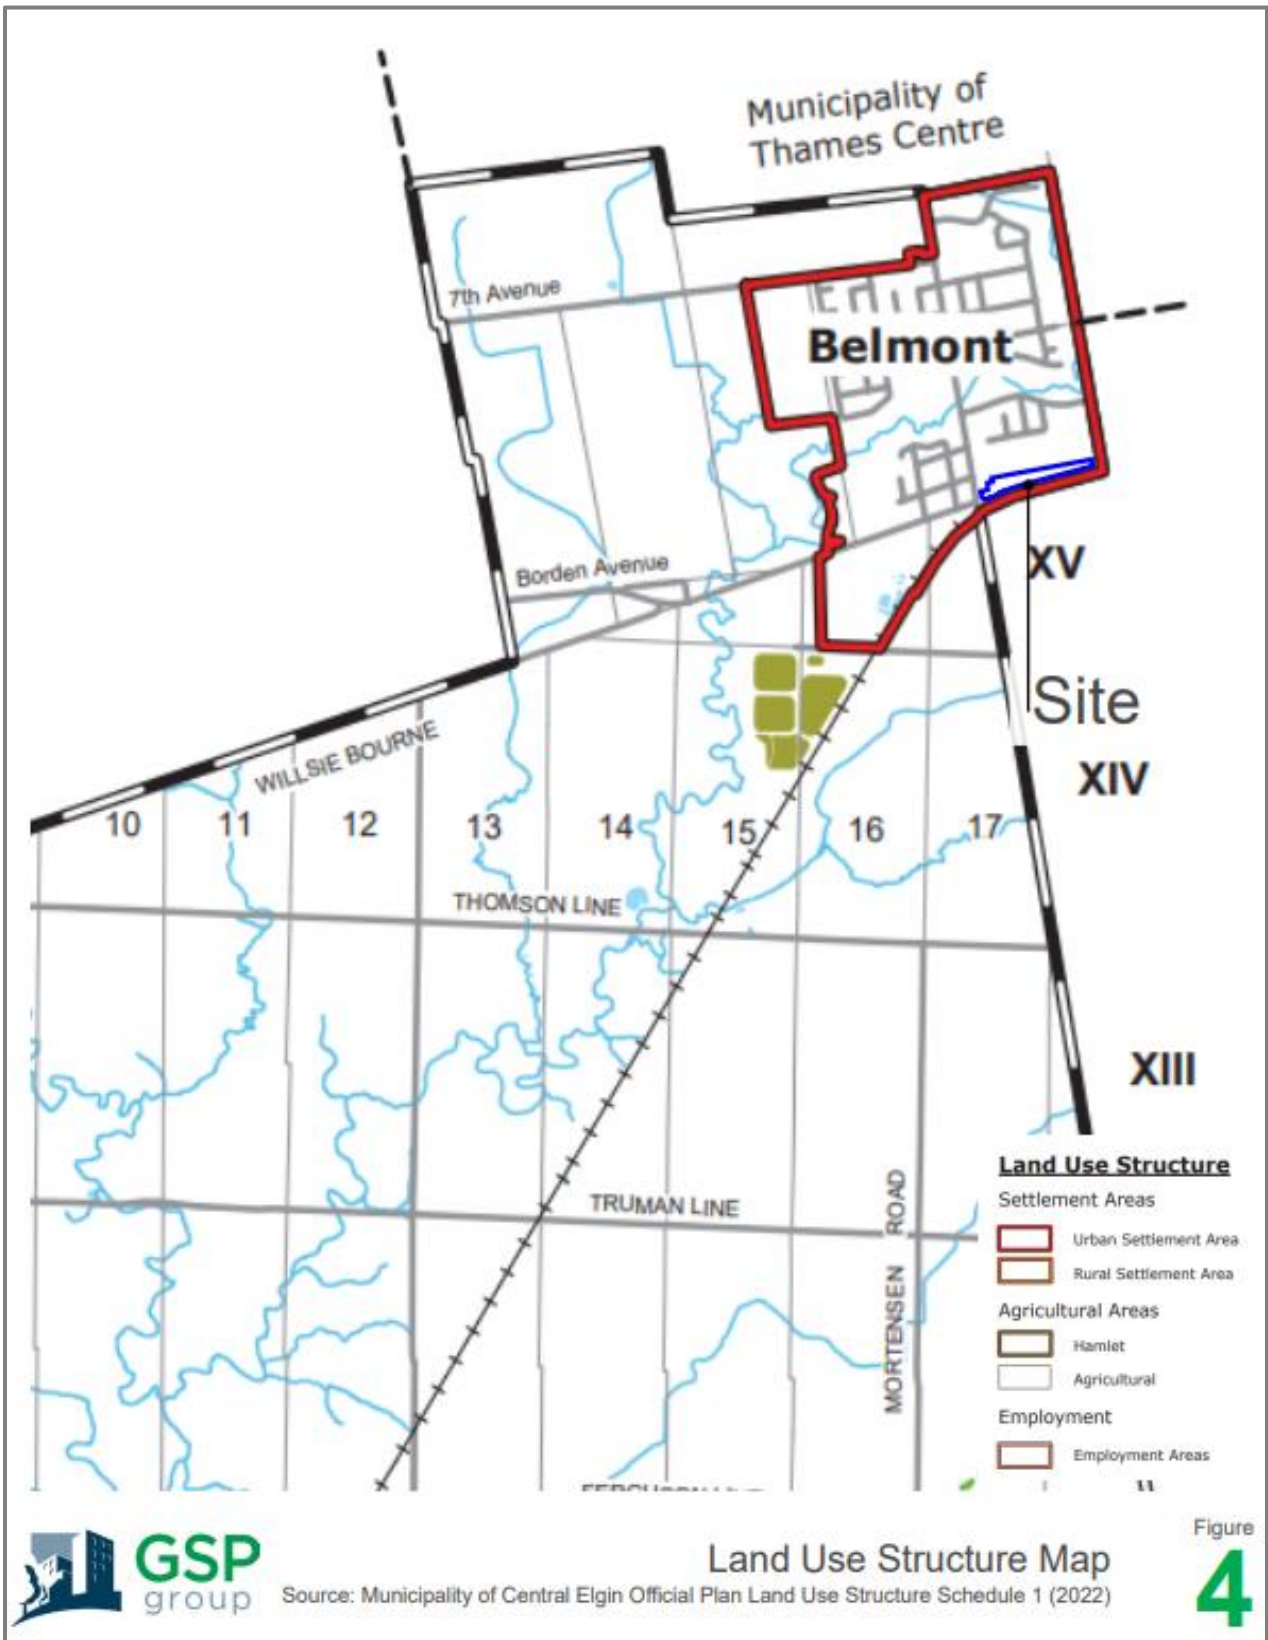 Municipality of
Thames Centre
7th Avenue
Belmont
Borden Avenue
XV
Site
WILLSIE BOURNE
XIV
10
11
12
13
14
15
16
17
THOMSON LINE
XIII
TRUMAN LINE
MORTENSEN ROAD
Land Use Structure
Settlement Areas
Urban Settlement Area
Rural Settlement Area
Agricultural Areas
Hamlet
Agricultural
Employment
Employment Areas
GSP
group
Land Use Structure Map
Source: Municipality of Central Elgin Official Plan Land Use Structure Schedule 1 (2022)
Figure
4